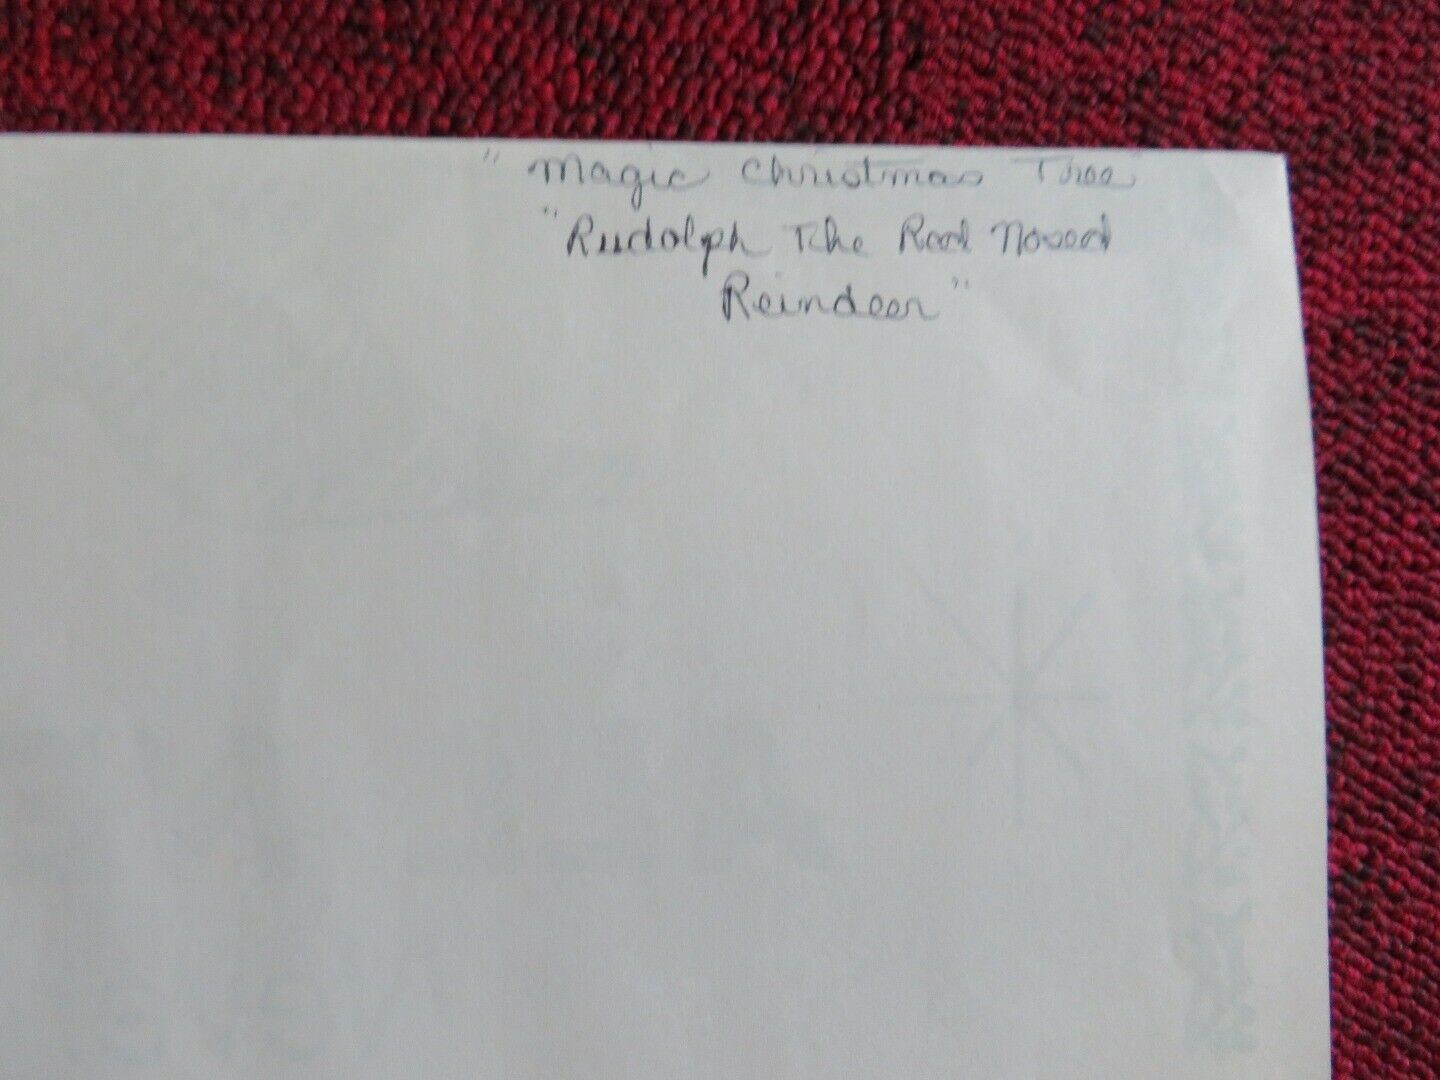 "Magic Christmas Tree"
"Rudolph The Red Nosed
Reindeer"